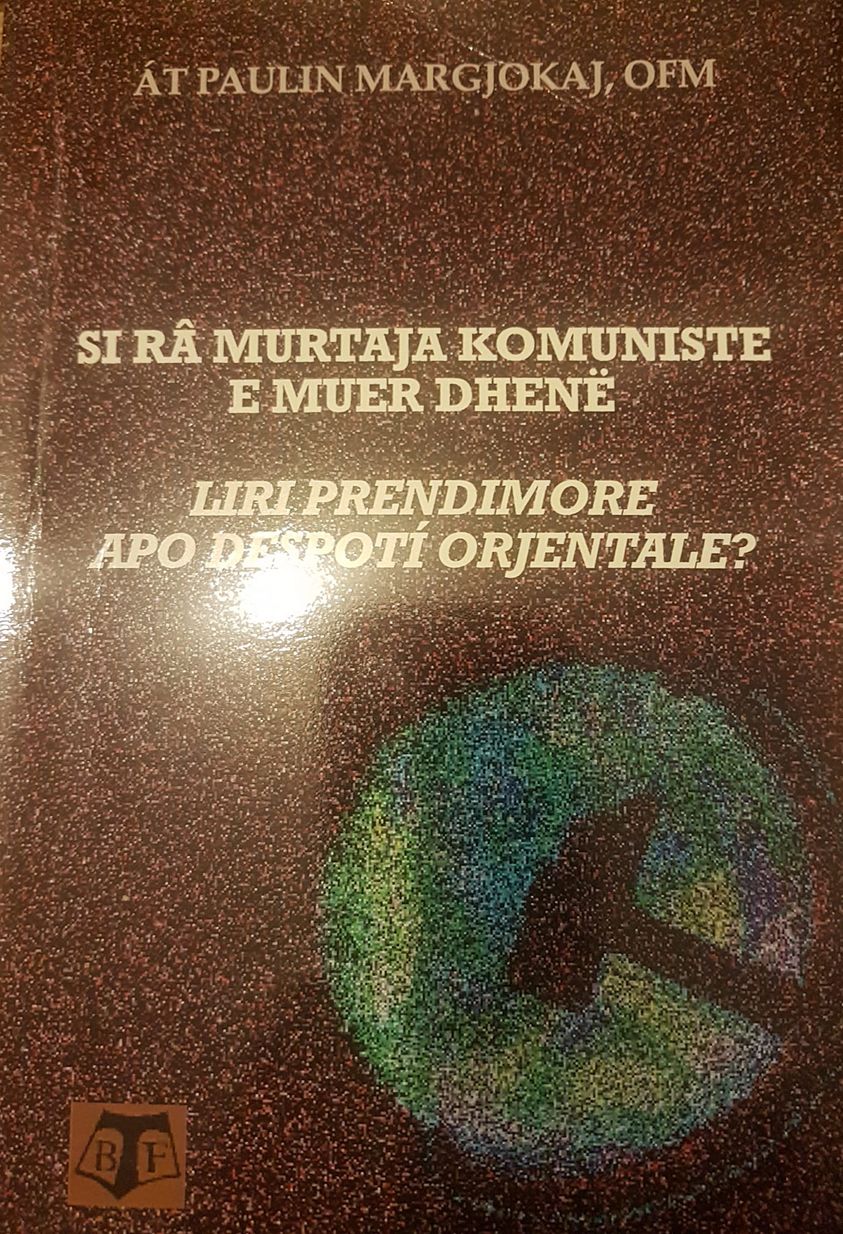 ÁT PAULIN MARGJOKAJ, OFM
SI RÂ MURTAJA KOMUNISTE
E MUER DHENË
LIRI PRENDIMORE
APO DESPOTÍ ORJENTALE?
B F